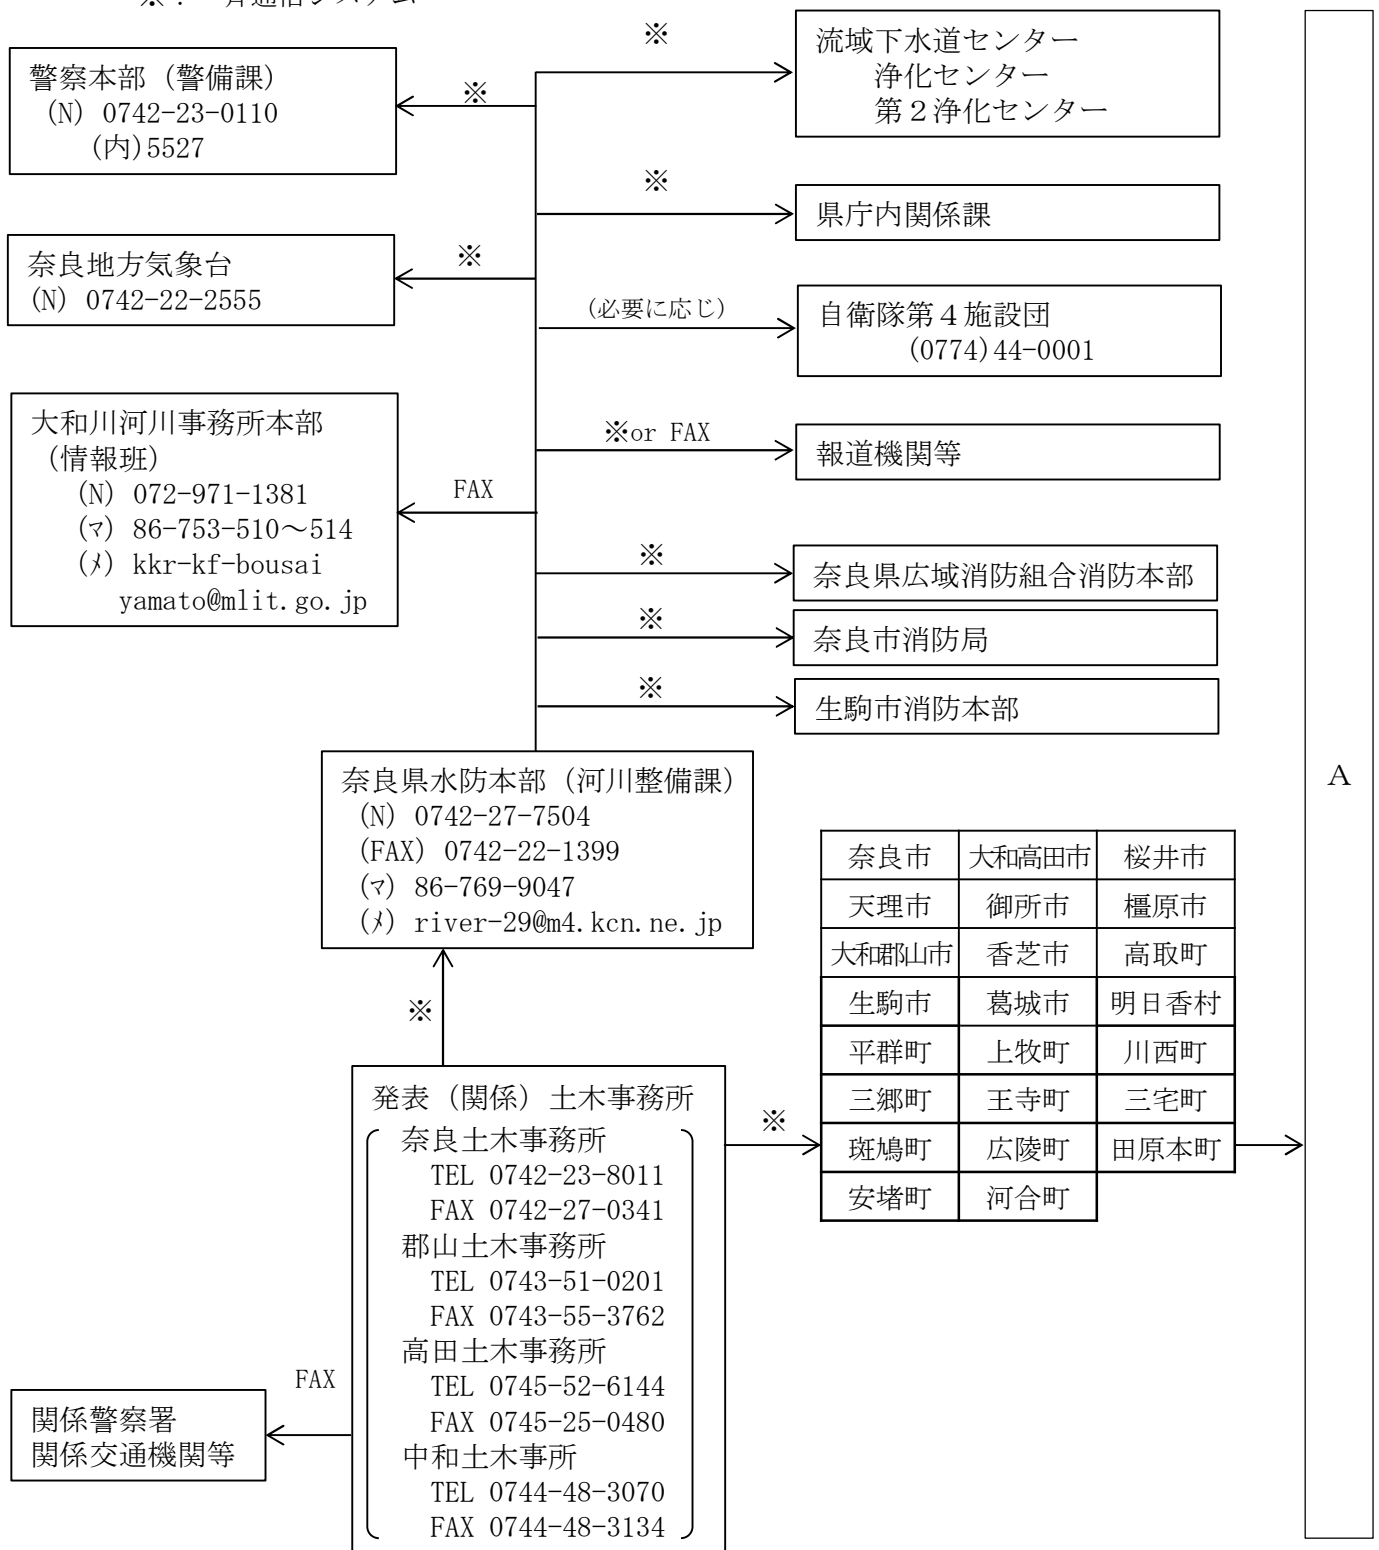 ※
流域下水道センター
浄化センター
第２浄化センター
警察本部（警備課）
(N) 0742-23-0110
(内)5527
※
※
県庁内関係課
奈良地方気象台
(N) 0742-22-2555
※
(必要に応じ)
自衛隊第４施設団
(0774)44-0001
大和川河川事務所本部
（情報班）
(N) 072-971-1381
(ﾏ) 86-753-510～514
(ﾒ) kkr-kf-bousai
yamato@mlit.go.jp
※or FAX
報道機関等
FAX
※
奈良県広域消防組合消防本部
※
奈良市消防局
※
生駒市消防本部
奈良県水防本部（河川整備課）
(N) 0742-27-7504
(FAX) 0742-22-1399
(ﾏ) 86-769-9047
(ﾒ) river-29@m4.kcn.ne.jp
A
奈良市 大和高田市 桜井市
天理市 御所市 橿原市
大和郡山市 香芝市 高取町
生駒市 葛城市 明日香村
平群町 上牧町 川西町
三郷町 王寺町 三宅町
斑鳩町 広陵町 田原本町
安堵町 河合町
※
発表（関係）土木事務所
奈良土木事務所
TEL 0742-23-8011
FAX 0742-27-0341
郡山土木事務所
TEL 0743-51-0201
FAX 0743-55-3762
高田土木事務所
TEL 0745-52-6144
FAX 0745-25-0480
中和土木事所
TEL 0744-48-3070
FAX 0744-48-3134
※
FAX
関係警察署
関係交通機関等